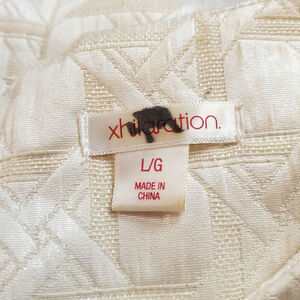 xhilaration.
L/G
MADE IN
CHINA